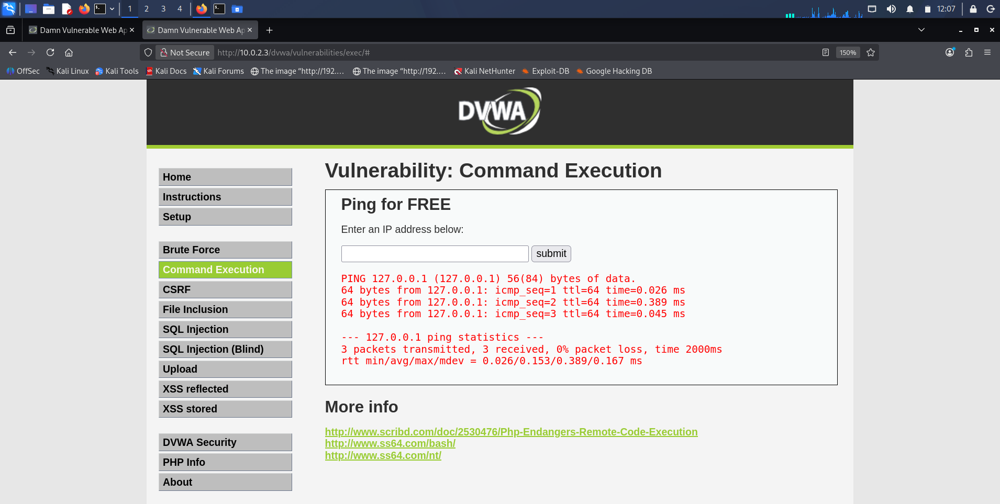 1 2 3 4 12:07
Damn Vulnerable Web Ap Damn Vulnerable Web Ap
Not Secure http://10.0.2.3/dvwa/vulnerabilities/exec/# 150%
OffSec Kali Linux Kali Tools Kali Docs Kali Forums The image “http://192.… The image “http://192.… Kali NetHunter Exploit-DB Google Hacking DB
DVWA
Home
Instructions
Setup
Brute Force
Command Execution
CSRF
File Inclusion
SQL Injection
SQL Injection (Blind)
Upload
XSS reflected
XSS stored
DVWA Security
PHP Info
About
Vulnerability: Command Execution
Ping for FREE
Enter an IP address below:
submit
PING 127.0.0.1 (127.0.0.1) 56(84) bytes of data.
64 bytes from 127.0.0.1: icmp_seq=1 ttl=64 time=0.026 ms
64 bytes from 127.0.0.1: icmp_seq=2 ttl=64 time=0.389 ms
64 bytes from 127.0.0.1: icmp_seq=3 ttl=64 time=0.045 ms
--- 127.0.0.1 ping statistics ---
3 packets transmitted, 3 received, 0% packet loss, time 2000ms
rtt min/avg/max/mdev = 0.026/0.153/0.389/0.167 ms
More info
http://www.scribd.com/doc/2530476/Php-Endangers-Remote-Code-Execution
http://www.ss64.com/bash/
http://www.ss64.com/nt/